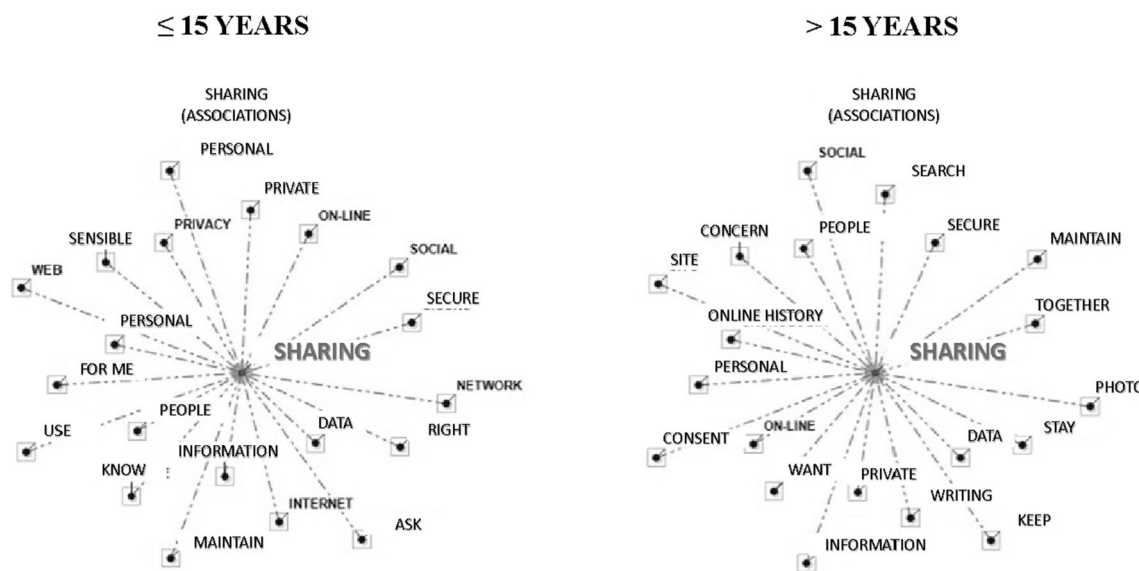 ≤ 15 YEARS
SHARING
(ASSOCIATIONS)
PERSONAL
PRIVATE
PRIVACY
ON-LINE
SENSIBLE
SOCIAL
WEB
SECURE
PERSONAL
SHARING
FOR ME
NETWORK
PEOPLE
USE
DATA
RIGHT
INFORMATION
KNOW
INTERNET
ASK
MAINTAIN
> 15 YEARS
SHARING
(ASSOCIATIONS)
SOCIAL
SEARCH
PEOPLE
SECURE
CONCERN
MAINTAIN
SITE
TOGETHER
ONLINE HISTORY
SHARING
PERSONAL
PHOTO
ON-LINE
STAY
CONSENT
DATA
WANT
PRIVATE
WRITING
KEEP
INFORMATION